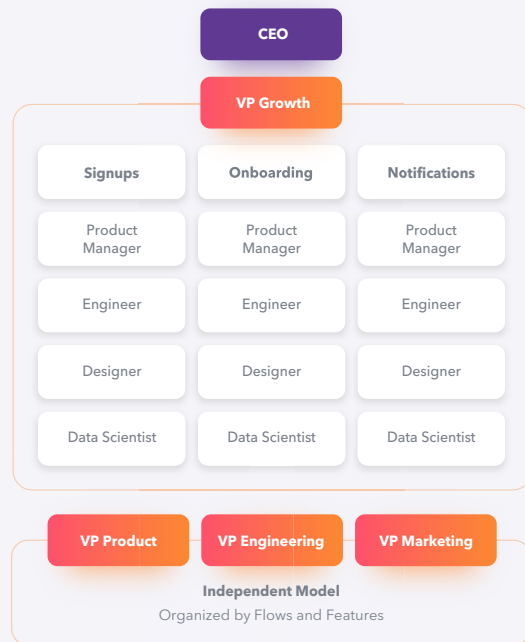 CEO
VP Growth
Signups
Onboarding
Notifications
Product
Manager
Product
Manager
Product
Manager
Engineer
Engineer
Engineer
Designer
Designer
Designer
Data Scientist
Data Scientist
Data Scientist
VP Product
VP Engineering
VP Marketing
Independent Model
Organized by Flows and Features